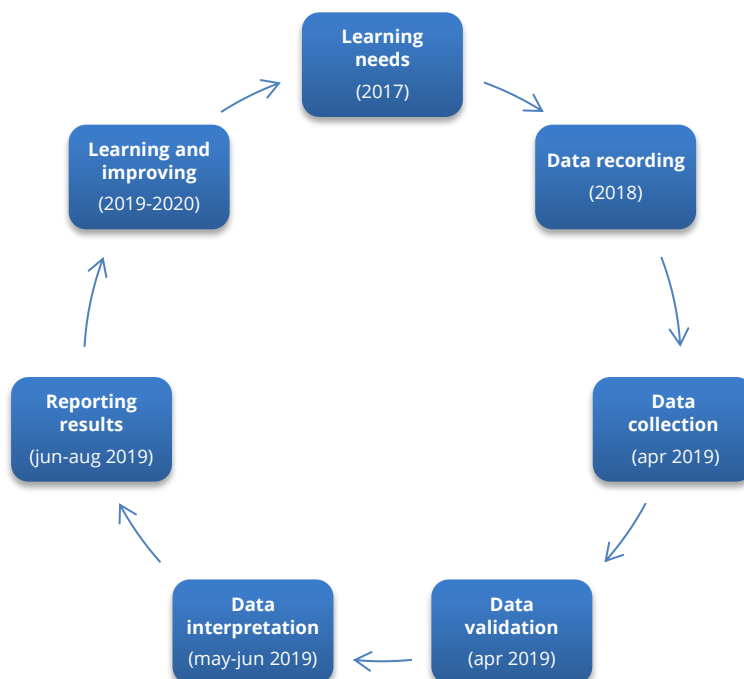 Learning
needs
(2017)
Data recording
(2018)
Data
collection
(apr 2019)
Data
validation
(apr 2019)
Data
interpretation
(may-jun 2019)
Reporting
results
(jun-aug 2019)
Learning and
improving
(2019-2020)